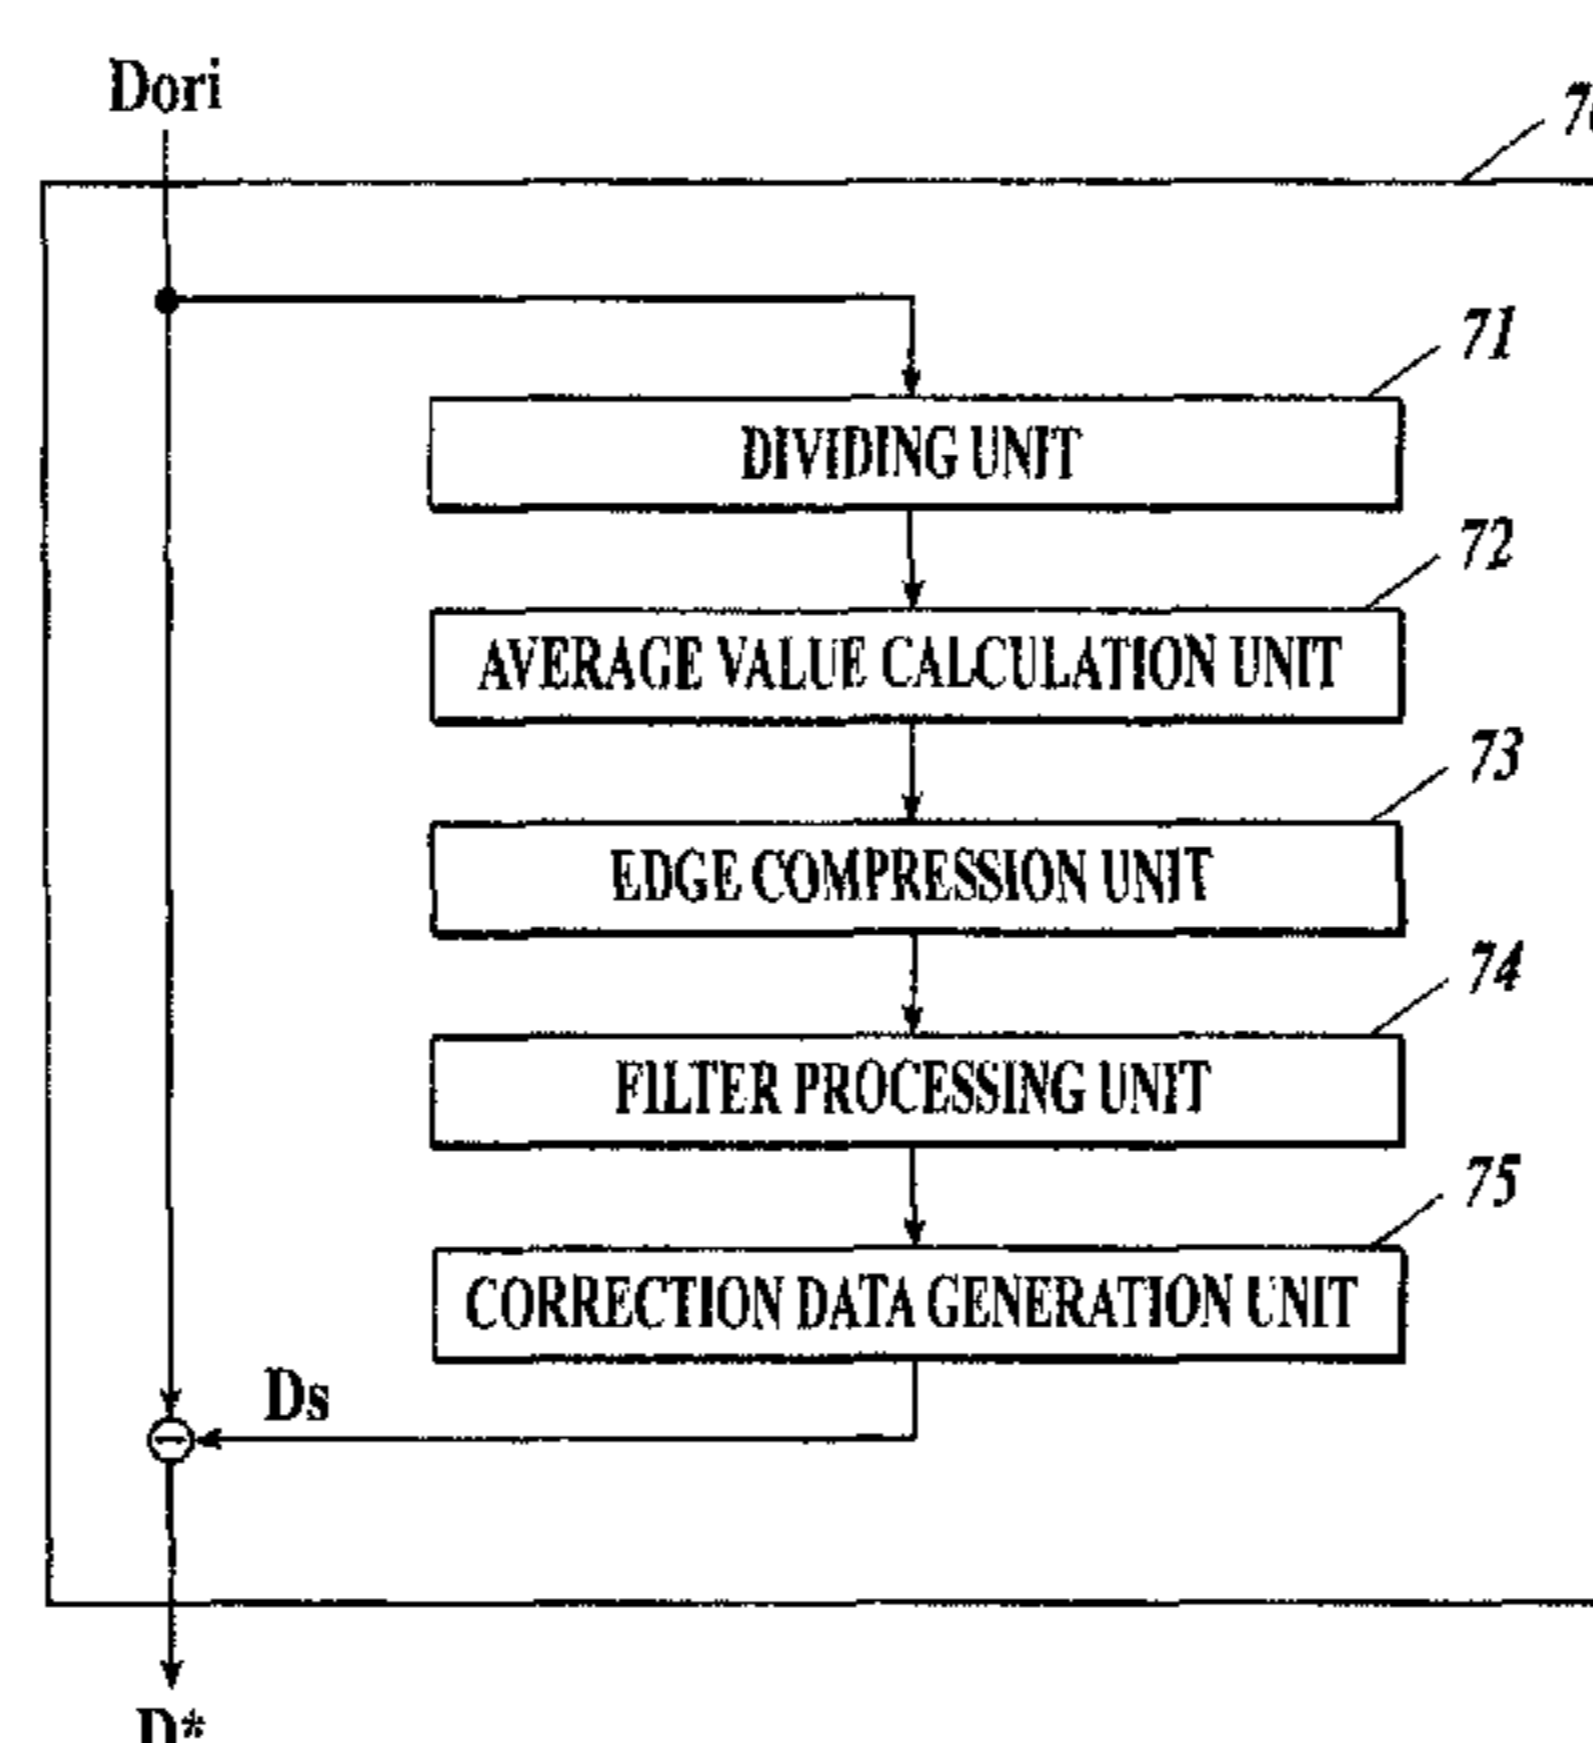 Dori
71
DIVIDING UNIT
72
AVERAGE VALUE CALCULATION UNIT
73
EDGE COMPRESSION UNIT
74
FILTER PROCESSING UNIT
75
CORRECTION DATA GENERATION UNIT
Ds
D*